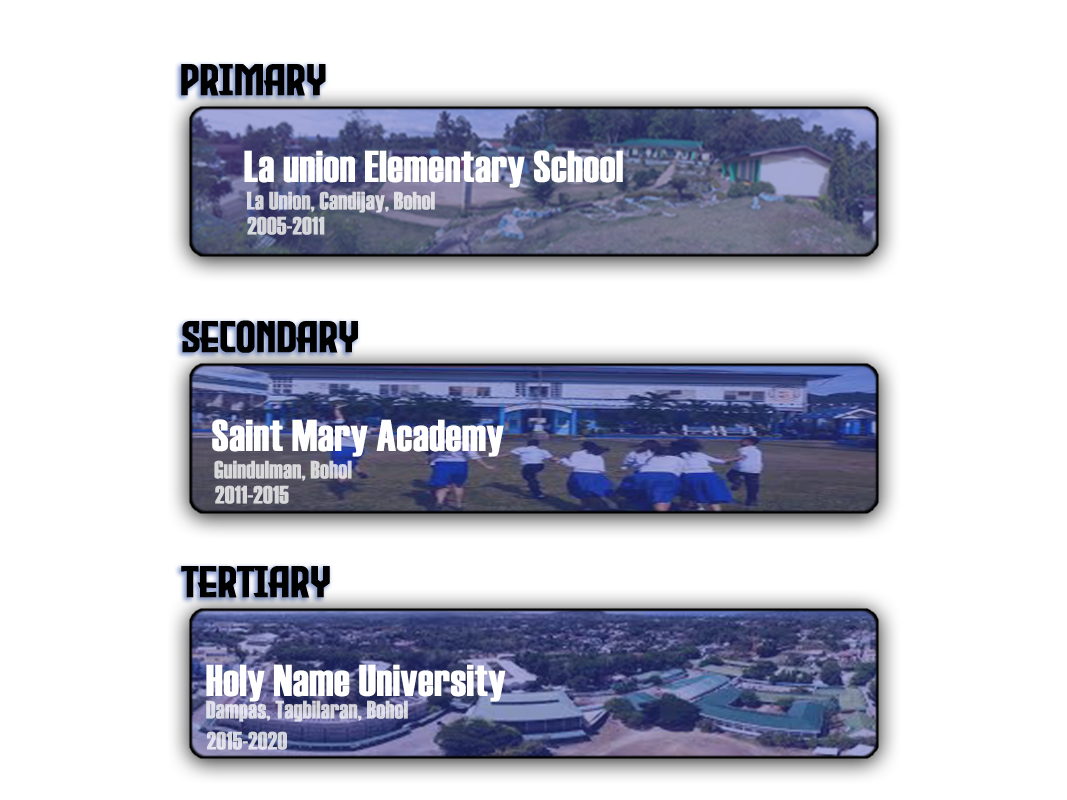 PRIMARY
La union Elementary School
La Union, Candijay, Bohol
2005-2011
SECONDARY
Saint Mary Academy
Guindulman, Bohol
2011-2015
TERTIARY
Holy Name University
Dampas, Tagbilaran, Bohol
2015-2020